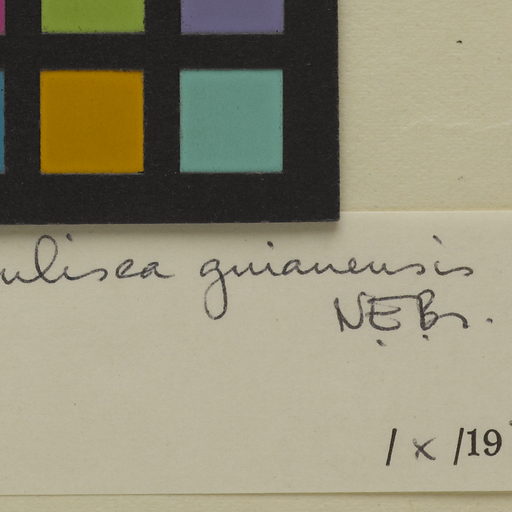 ulisea guianensis
N.E.Br.
/ x /19